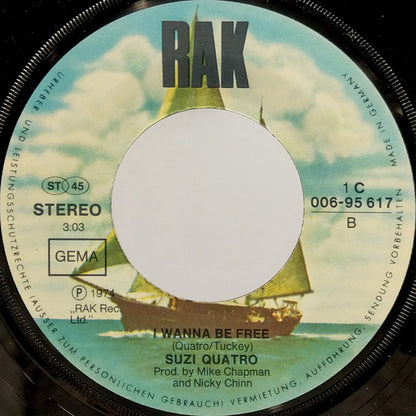 RAK
URHEBER- UND LEISTUNGSSCHUTZRECHTE (AUSSER ZUM PERSÖNLICHEN GEBRAUCH) VERMIETUNG. AUFFÜHRUNG. SENDUNG VORBEHALTEN · MADE IN GERMANY
ST 45
STEREO
3:03
GEMA
1 C
006-95 617
B
Ⓟ 1974
„RAK Rec
Ltd."
I WANNA BE FREE
(Quatro/Tuckey)
SUZI QUATRO
Prod. by Mike Chapman
and Nicky Chinn